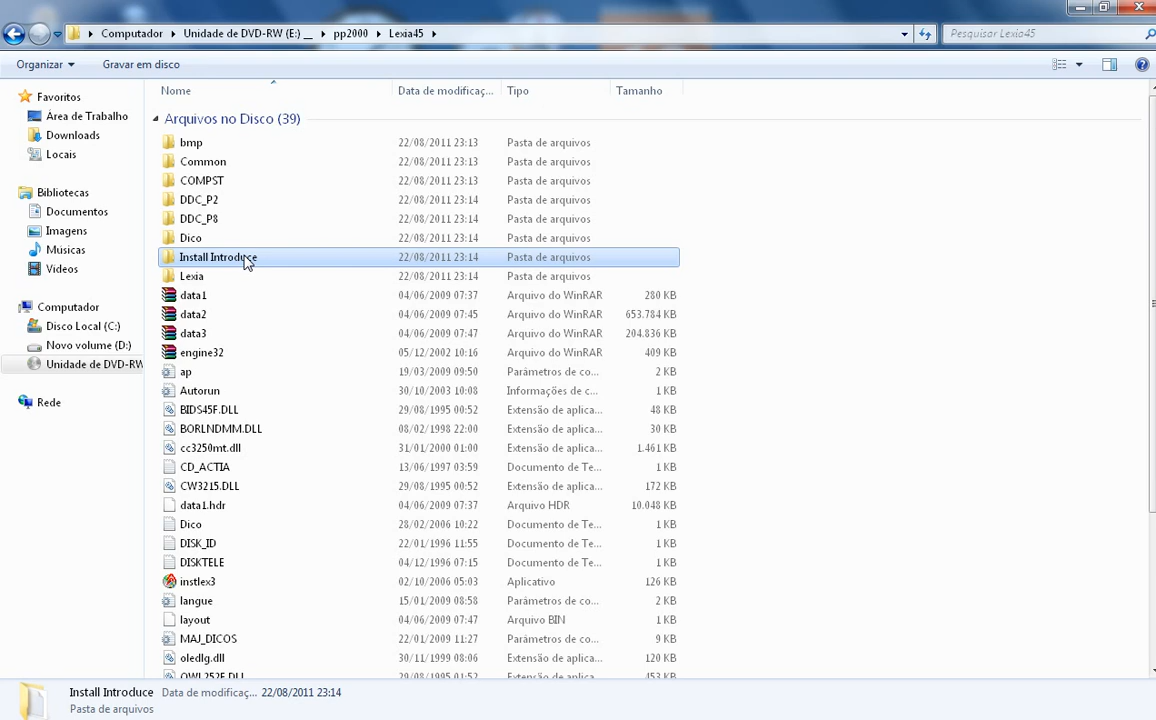 Computador Unidade de DVD-RW (E:) __ pp2000 Lexia45
Pesquisar Lexia45
Organizar Gravar em disco
Nome Data de modificaç... Tipo Tamanho
Favoritos
Área de Trabalho
Downloads
Locais
Bibliotecas
Documentos
Imagens
Músicas
Vídeos
Computador
Disco Local (C:)
Novo volume (D:)
Unidade de DVD-RW
Rede
Arquivos no Disco (39)
bmp 22/08/2011 23:13 Pasta de arquivos
Common 22/08/2011 23:13 Pasta de arquivos
COMPST 22/08/2011 23:13 Pasta de arquivos
DDC_P2 22/08/2011 23:14 Pasta de arquivos
DDC_P8 22/08/2011 23:14 Pasta de arquivos
Dico 22/08/2011 23:14 Pasta de arquivos
Install Introduce 22/08/2011 23:14 Pasta de arquivos
Lexia 22/08/2011 23:14 Pasta de arquivos
data1 04/06/2009 07:37 Arquivo do WinRAR 280 KB
data2 04/06/2009 07:45 Arquivo do WinRAR 653.784 KB
data3 04/06/2009 07:47 Arquivo do WinRAR 204.836 KB
engine32 05/12/2002 10:16 Arquivo do WinRAR 409 KB
ap 19/03/2009 09:50 Parâmetros de co... 2 KB
Autorun 30/10/2003 10:08 Informações de c... 1 KB
BIDS45F.DLL 29/08/1995 00:52 Extensão de aplica... 48 KB
BORLNDMM.DLL 08/02/1998 22:00 Extensão de aplica... 30 KB
cc3250mt.dll 31/01/2000 01:00 Extensão de aplica... 1.461 KB
CD_ACTIA 13/06/1997 03:59 Documento de Te... 1 KB
CW3215.DLL 29/08/1995 00:52 Extensão de aplica... 172 KB
data1.hdr 04/06/2009 07:37 Arquivo HDR 10.048 KB
Dico 28/02/2006 10:22 Documento de Te... 1 KB
DISK_ID 22/01/1996 11:55 Documento de Te... 1 KB
DISKTELE 04/12/1996 07:15 Documento de Te... 1 KB
instlex3 02/10/2006 05:03 Aplicativo 126 KB
langue 15/01/2009 08:58 Parâmetros de co... 2 KB
layout 04/06/2009 07:47 Arquivo BIN 1 KB
MAJ_DICOS 22/01/2009 11:27 Parâmetros de co... 9 KB
oledlg.dll 30/11/1999 08:06 Extensão de aplica... 120 KB
OWL252F.DLL 29/08/1995 01:52 Extensão de aplica... 453 KB
Install Introduce Data de modificaç... 22/08/2011 23:14
Pasta de arquivos